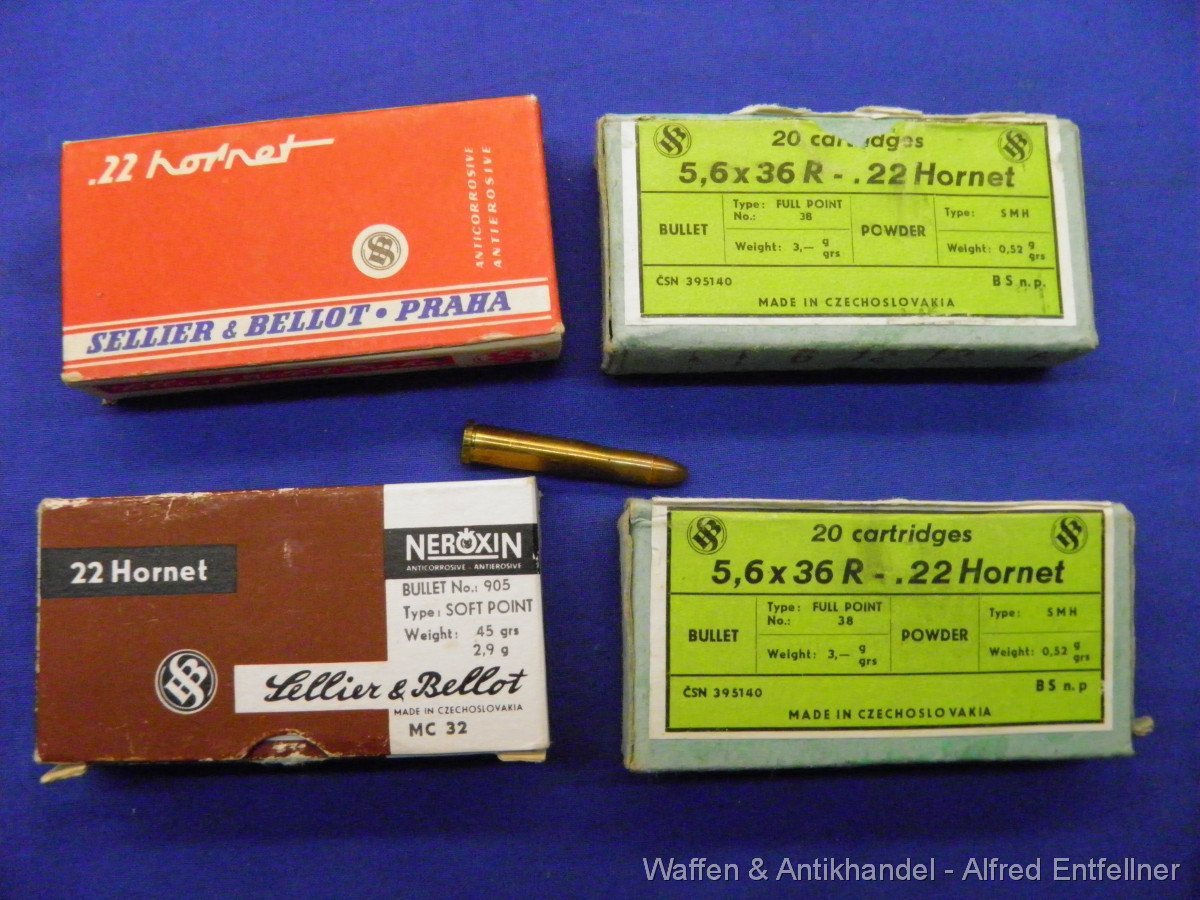 .22 hornet
ANTICORROSIVE
ANTIEROSIVE
SELLIER & BELLOT • PRAHA
20 cartridges
5,6 x 36 R - .22 Hornet
BULLET
Type: FULL POINT
No.: 38
Weight: 3,— g
grs
POWDER
Type: SMH
Weight: 0,52 g
grs
ČSN 395140
BS n.p.
MADE IN CZECHOSLOVAKIA
22 Hornet
NEROXIN
ANTICORROSIVE - ANTIEROSIVE
BULLET No.: 905
Type: SOFT POINT
Weight: 45 grs
2,9 g
Sellier & Bellot
MADE IN CZECHOSLOVAKIA
MC 32
20 cartridges
5,6 x 36 R - .22 Hornet
BULLET
Type: FULL POINT
No.: 38
Weight: 3,— g
grs
POWDER
Type: SMH
Weight: 0,52 g
grs
ČSN 395140
BS n.p
MADE IN CZECHOSLOVAKIA
Waffen & Antikhandel - Alfred Entfellner